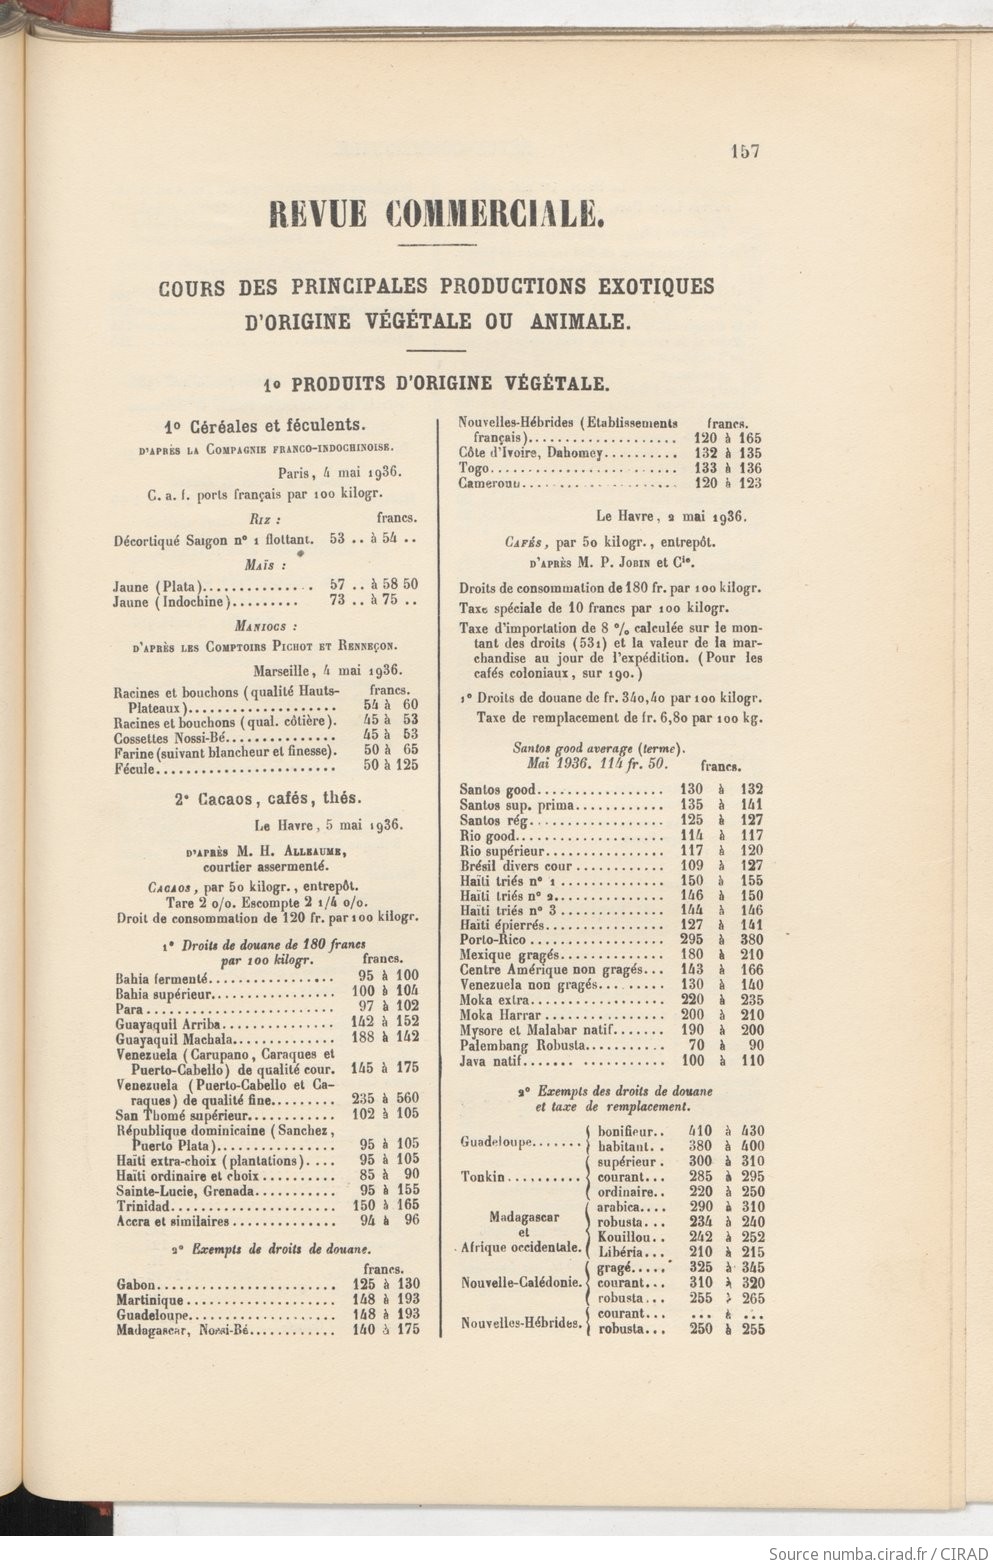 157
REVUE COMMERCIALE.
COURS DES PRINCIPALES PRODUCTIONS EXOTIQUES
D'ORIGINE VÉGÉTALE OU ANIMALE.
1º PRODUITS D'ORIGINE VÉGÉTALE.
1º Céréales et féculents.
D'APRÈS LA COMPAGNIE FRANCO-INDOCHINOISE.
Paris, 4 mai 1936.
C. a. f. ports français par 100 kilogr.
RIZ : francs.
Décortiqué Saïgon nº 1 flottant. 53 .. à 54 ..
MAÏS :
Jaune (Plata).............. 57 .. à 58 50
Jaune (Indochine)......... 73 .. à 75 ..
MANIOCS :
D'APRÈS LES COMPTOIRS PICHOT ET RENNEÇON.
Marseille, 4 mai 1936.
Racines et bouchons (qualité Hauts- francs.
Plateaux)................... 54 à 60
Racines et bouchons (qual. côtière). 45 à 53
Cossettes Nossi-Bé.............. 45 à 53
Farine (suivant blancheur et finesse). 50 à 65
Fécule....................... 50 à 125
2º Cacaos, cafés, thés.
Le Havre, 5 mai 1936.
D'APRÈS M. H. ALLEAUME,
courtier assermenté.
CACAOS, par 50 kilogr., entrepôt.
Tare 2 0/0. Escompte 2 1/4 0/0.
Droit de consommation de 120 fr. par 100 kilogr.
1º Droits de douane de 180 francs
par 100 kilogr. francs.
Bahia fermenté................ 95 à 100
Bahia supérieur................ 100 à 104
Para........................ 97 à 102
Guayaquil Arriba.............. 142 à 152
Guayaquil Machala............. 188 à 142
Venezuela (Carupano, Caraques et
Puerto-Cabello) de qualité cour. 145 à 175
Venezuela (Puerto-Cabello et Ca-
raques) de qualité fine......... 235 à 560
San Thomé supérieur........... 102 à 105
République dominicaine (Sanchez,
Puerto Plata)............... 95 à 105
Haïti extra-choix (plantations).... 95 à 105
Haïti ordinaire et choix.......... 85 à 90
Sainte-Lucie, Grenada........... 95 à 155
Trinidad..................... 150 à 165
Accra et similaires.............. 94 à 96
2º Exempts de droits de douane.
francs.
Gabon....................... 125 à 130
Martinique................... 148 à 193
Guadeloupe................... 148 à 193
Madagascar, Nossi-Bé............ 140 à 175
Nouvelles-Hébrides (Etablissements francs.
français).................... 120 à 165
Côte d'Ivoire, Dahomey.......... 132 à 135
Togo........................ 133 à 136
Cameroun.................... 120 à 123
Le Havre, 2 mai 1936.
CAFÉS, par 50 kilogr., entrepôt.
D'APRÈS M. P. JOBIN et Cie.
Droits de consommation de 180 fr. par 100 kilogr.
Taxe spéciale de 10 francs par 100 kilogr.
Taxe d'importation de 8 % calculée sur le mon-
tant des droits (531) et la valeur de la mar-
chandise au jour de l'expédition. (Pour les
cafés coloniaux, sur 190.)
1º Droits de douane de fr. 340,40 par 100 kilogr.
Taxe de remplacement de fr. 6,80 par 100 kg.
Santos good average (terme).
Mai 1936. 114 fr. 50. francs.
Santos good................. 130 à 132
Santos sup. prima............ 135 à 141
Santos rég.................. 125 à 127
Rio good.................... 114 à 117
Rio supérieur................ 117 à 120
Brésil divers cour............ 109 à 127
Haïti triés nº 1.............. 150 à 155
Haïti triés nº 2.............. 146 à 150
Haïti triés nº 3.............. 144 à 146
Haïti épierrés................ 127 à 141
Porto-Rico.................. 295 à 380
Mexique gragés.............. 180 à 210
Centre Amérique non gragés... 143 à 166
Venezuela non gragés......... 130 à 140
Moka extra.................. 220 à 235
Moka Harrar................ 200 à 210
Mysore et Malabar natif....... 190 à 200
Palembang Robusta........... 70 à 90
Java natif....... ........... 100 à 110
2º Exempts des droits de douane
et taxe de remplacement.
Guadeloupe....... bonifieur.. 410 à 430
habitant.. 380 à 400
Tonkin.......... supérieur. 300 à 310
courant... 285 à 295
ordinaire.. 220 à 250
Madagascar et Afrique occidentale. arabica.... 290 à 310
robusta... 234 à 240
Kouillou.. 242 à 252
Libéria... 210 à 215
Nouvelle-Calédonie. gragé..... 325 à 345
courant... 310 à 320
robusta... 255 à 265
Nouvelles-Hébrides. courant... ... à ...
robusta... 250 à 255
Source numba.cirad.fr / CIRAD